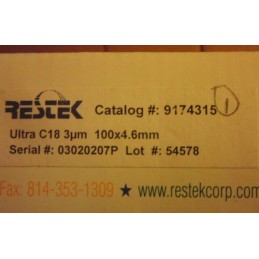 RESTEK Catalog #: 9174315 1
Ultra C18 3µm 100x4.6mm
Serial #: 03020207P Lot #: 54578
Fax: 814-353-1309 ★ www.restekcorp.com